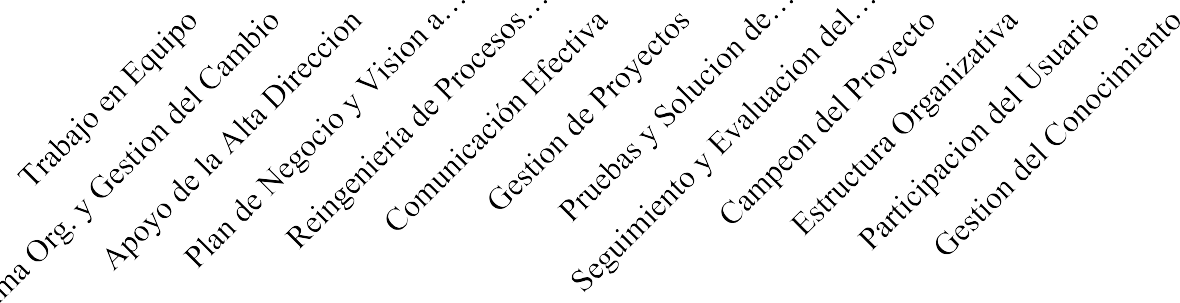 Trabajo en Equipo
ma Org. y Gestion del Cambio
Apoyo de la Alta Direccion
Plan de Negocio y Vision a…
Reingeniería de Procesos…
Comunicación Efectiva
Gestion de Proyectos
Pruebas y Solucion de…
Seguimiento y Evaluacion del…
Campeon del Proyecto
Estructura Organizativa
Participacion del Usuario
Gestion del Conocimiento